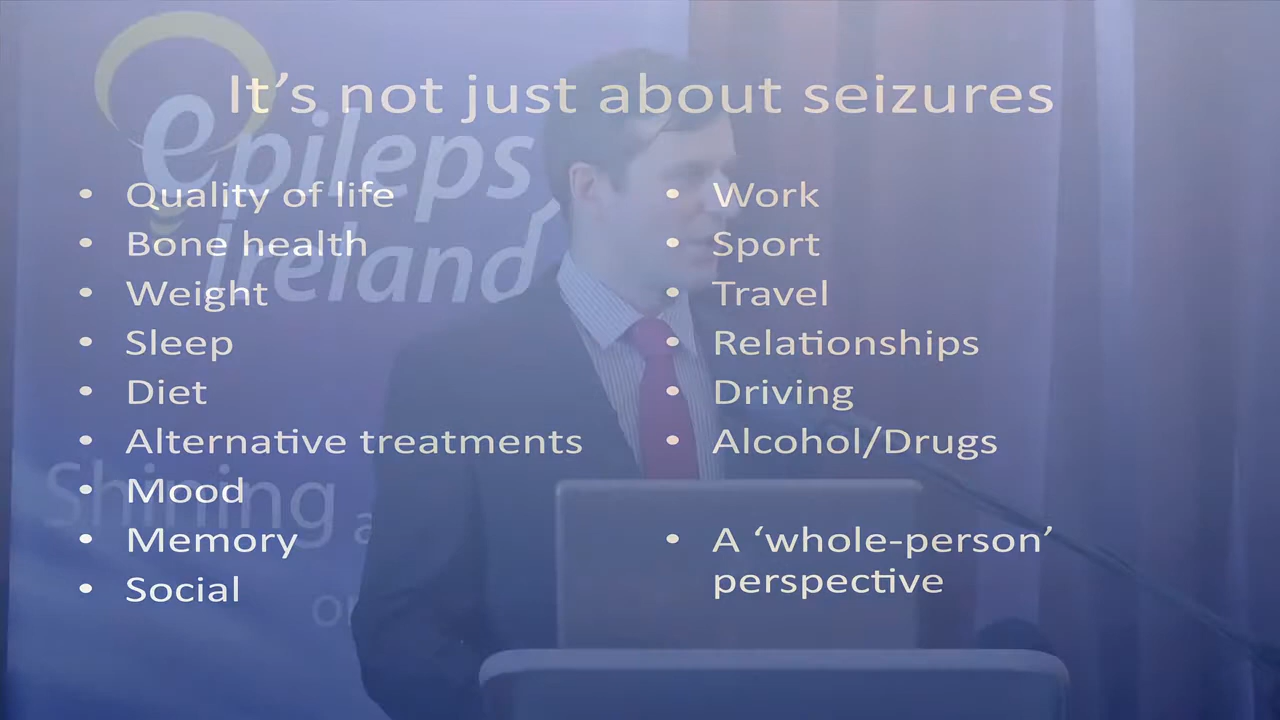 It's not just about seizures
• Quality of life
• Bone health
• Weight
• Sleep
• Diet
• Alternative treatments
• Mood
• Memory
• Social
• Work
• Sport
• Travel
• Relationships
• Driving
• Alcohol/Drugs
• A ‘whole-person’
perspective
epileps
ireland
Shining a